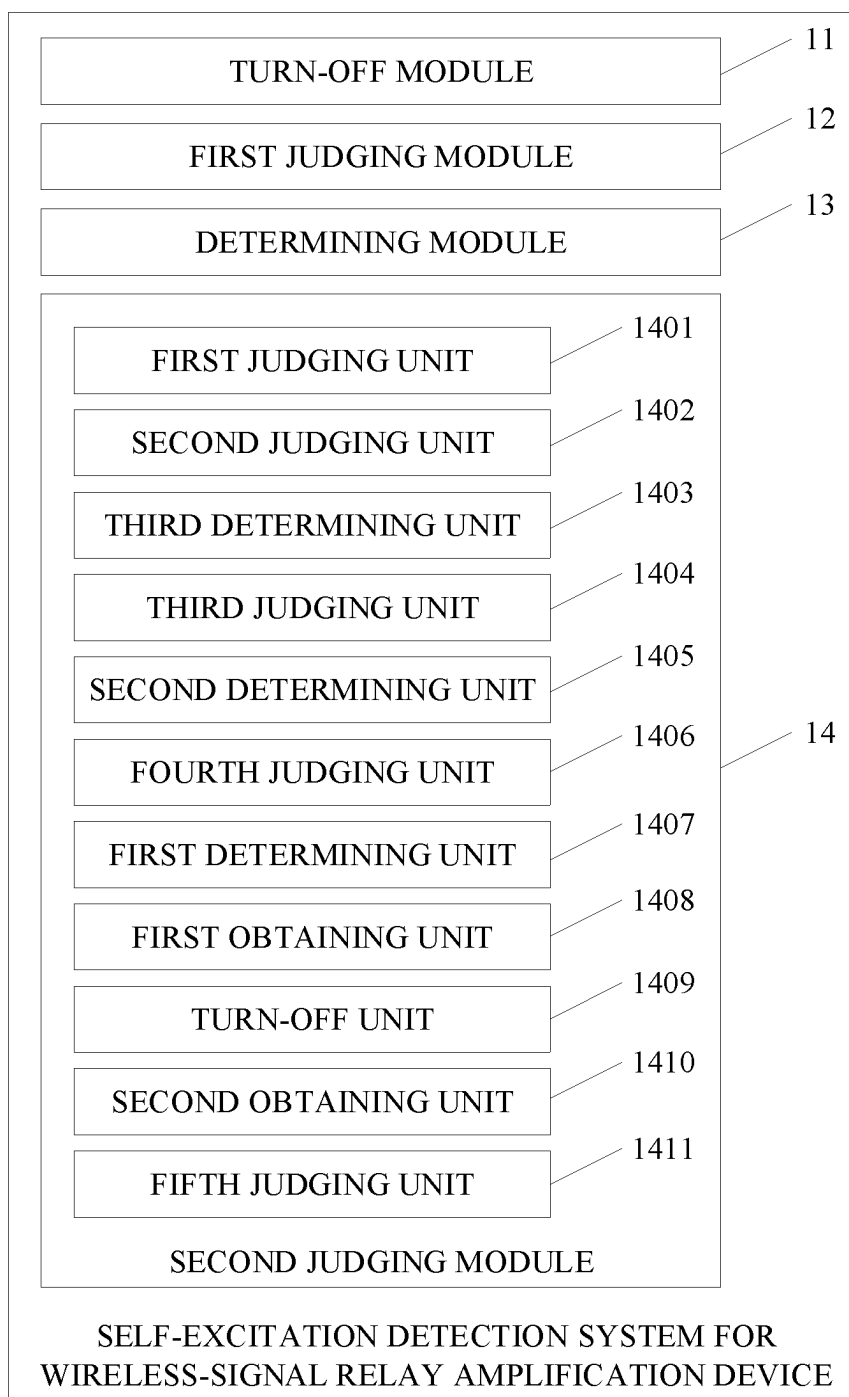 TURN-OFF MODULE
11
FIRST JUDGING MODULE
12
DETERMINING MODULE
13
FIRST JUDGING UNIT
1401
SECOND JUDGING UNIT
1402
THIRD DETERMINING UNIT
1403
THIRD JUDGING UNIT
1404
SECOND DETERMINING UNIT
1405
FOURTH JUDGING UNIT
1406
14
FIRST DETERMINING UNIT
1407
FIRST OBTAINING UNIT
1408
TURN-OFF UNIT
1409
SECOND OBTAINING UNIT
1410
FIFTH JUDGING UNIT
1411
SECOND JUDGING MODULE
SELF-EXCITATION DETECTION SYSTEM FOR
WIRELESS-SIGNAL RELAY AMPLIFICATION DEVICE